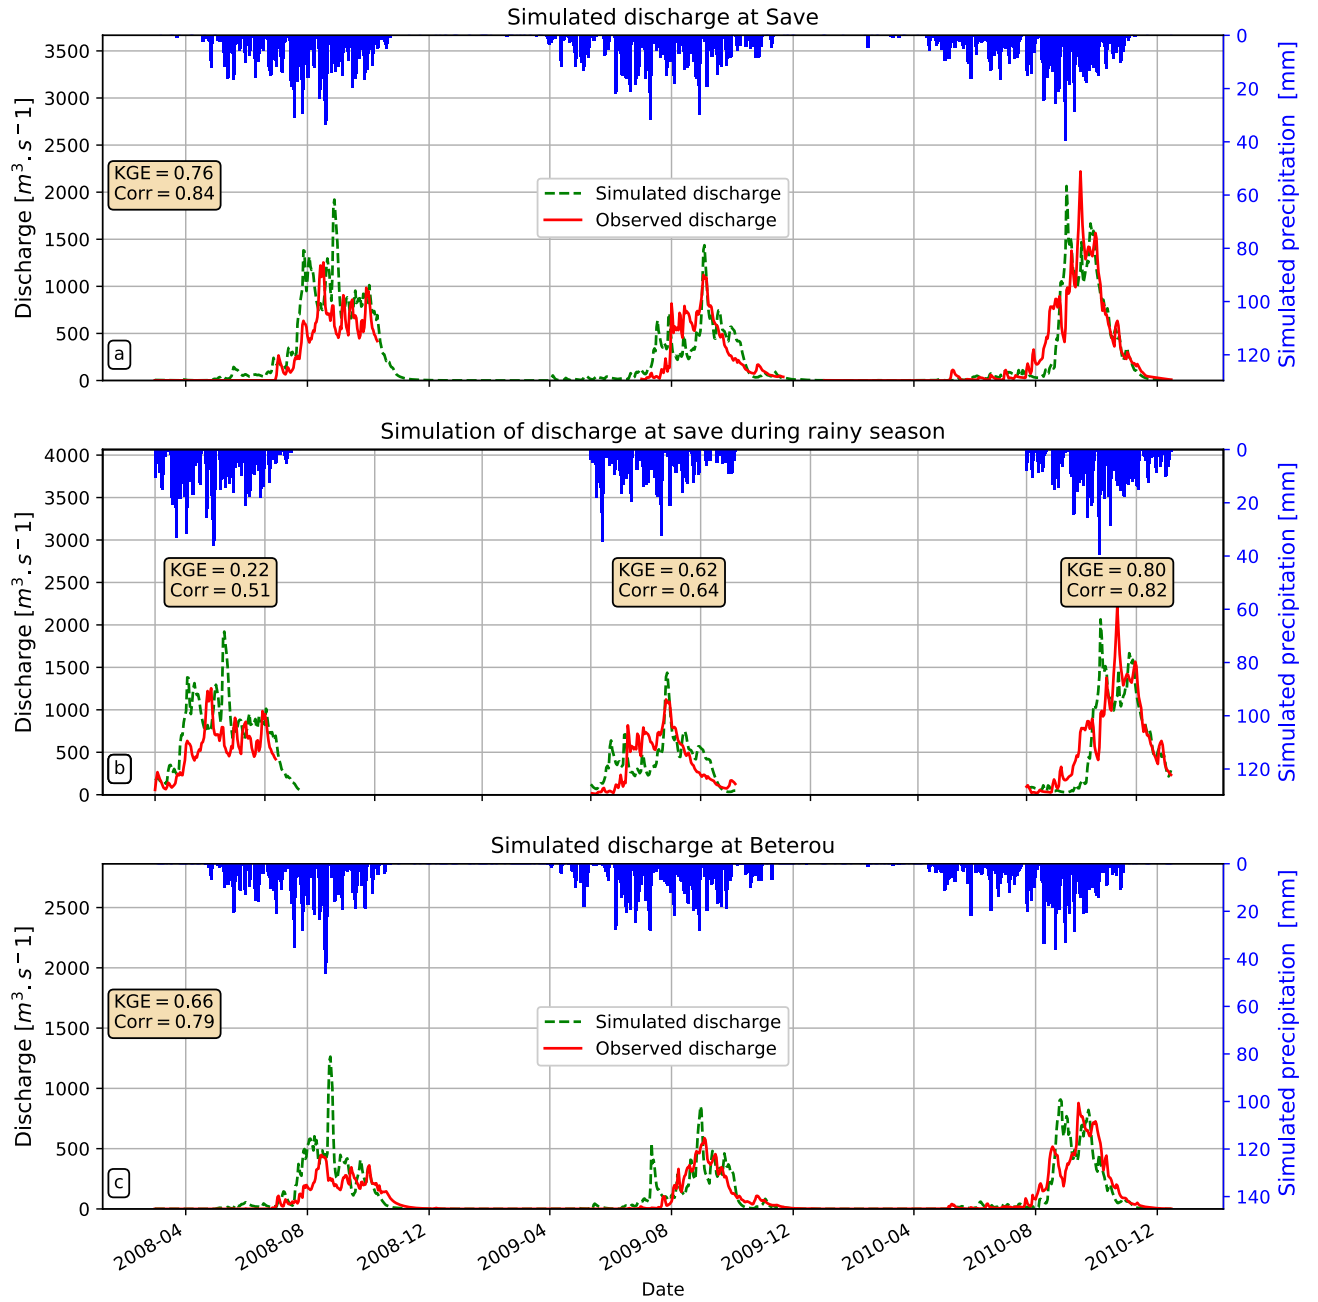 Simulated discharge at Save
3500
3000
2500
2000
1500
1000
500
0
Discharge [m³.s−1]
0
20
40
60
80
100
120
Simulated precipitation [mm]
KGE = 0.76
Corr = 0.84
Simulated discharge
Observed discharge
a
Simulation of discharge at save during rainy season
4000
3500
3000
2500
2000
1500
1000
500
0
Discharge [m³.s−1]
0
20
40
60
80
100
120
Simulated precipitation [mm]
KGE = 0.22
Corr = 0.51
KGE = 0.62
Corr = 0.64
KGE = 0.80
Corr = 0.82
b
Simulated discharge at Beterou
2500
2000
1500
1000
500
0
Discharge [m³.s−1]
0
20
40
60
80
100
120
140
Simulated precipitation [mm]
KGE = 0.66
Corr = 0.79
Simulated discharge
Observed discharge
c
2008-04
2008-08
2008-12
2009-04
2009-08
2009-12
2010-04
2010-08
2010-12
Date